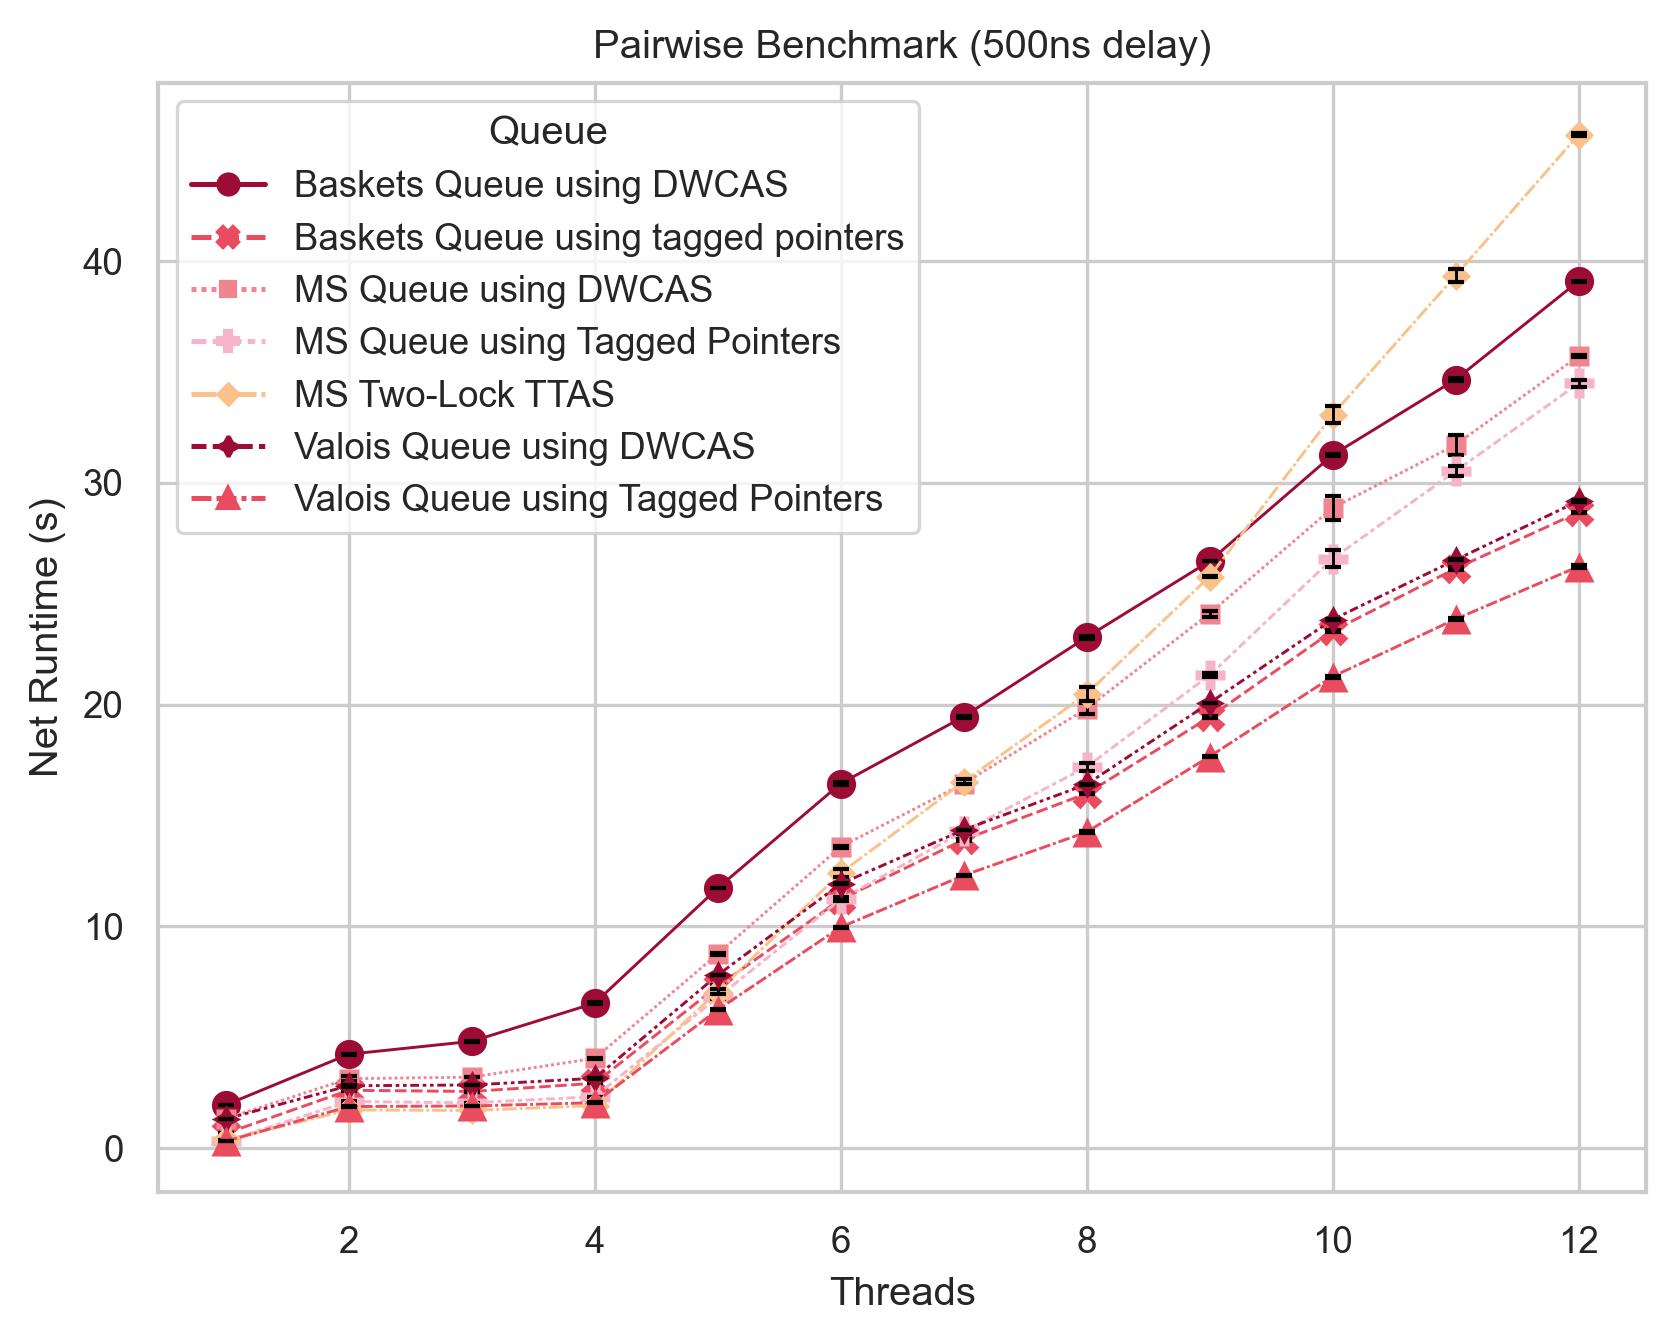 Pairwise Benchmark (500ns delay)
Queue
Baskets Queue using DWCAS
Baskets Queue using tagged pointers
MS Queue using DWCAS
MS Queue using Tagged Pointers
MS Two-Lock TTAS
Valois Queue using DWCAS
Valois Queue using Tagged Pointers
Net Runtime (s)
40
30
20
10
0
2 4 6 8 10 12
Threads